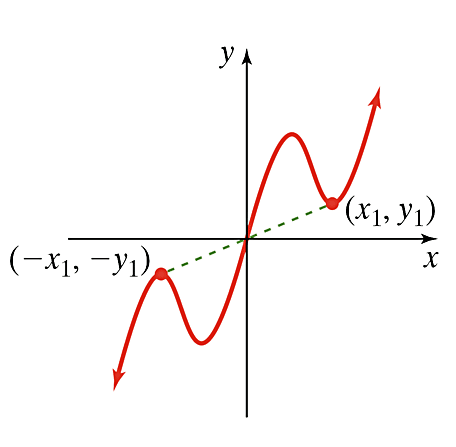 y
(x₁, y₁)
x
(−x₁, −y₁)